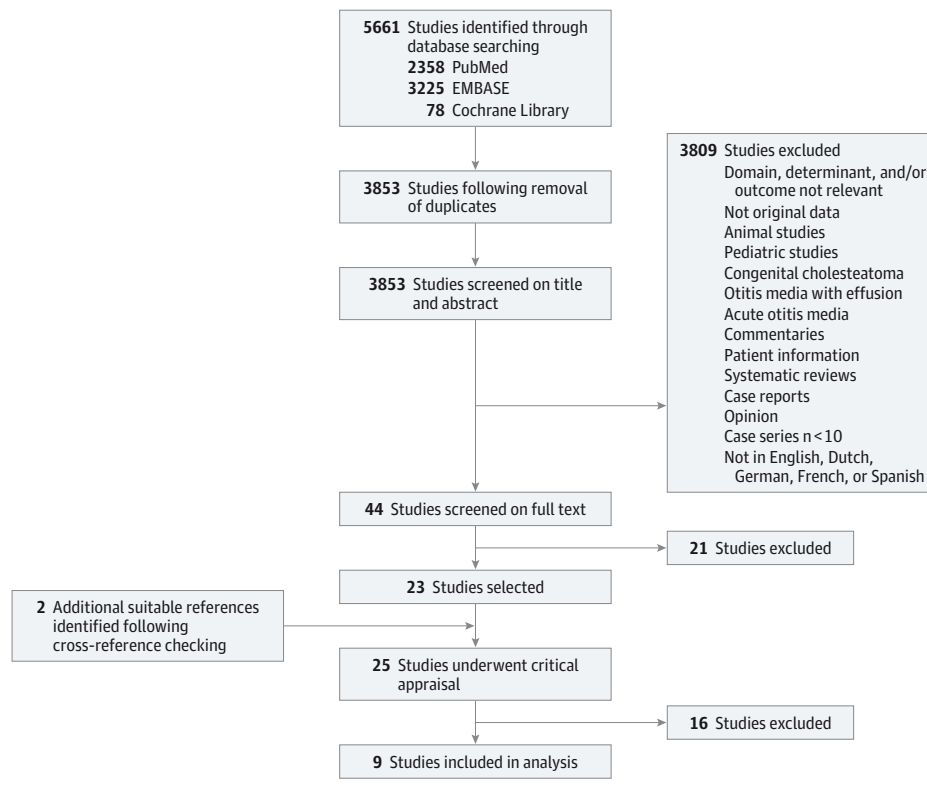 5661 Studies identified through
database searching
2358 PubMed
3225 EMBASE
78 Cochrane Library
3853 Studies following removal
of duplicates
3853 Studies screened on title
and abstract
3809 Studies excluded
Domain, determinant, and/or
outcome not relevant
Not original data
Animal studies
Pediatric studies
Congenital cholesteatoma
Otitis media with effusion
Acute otitis media
Commentaries
Patient information
Systematic reviews
Case reports
Opinion
Case series n<10
Not in English, Dutch,
German, French, or Spanish
44 Studies screened on full text
21 Studies excluded
23 Studies selected
2 Additional suitable references
identified following
cross-reference checking
25 Studies underwent critical
appraisal
16 Studies excluded
9 Studies included in analysis